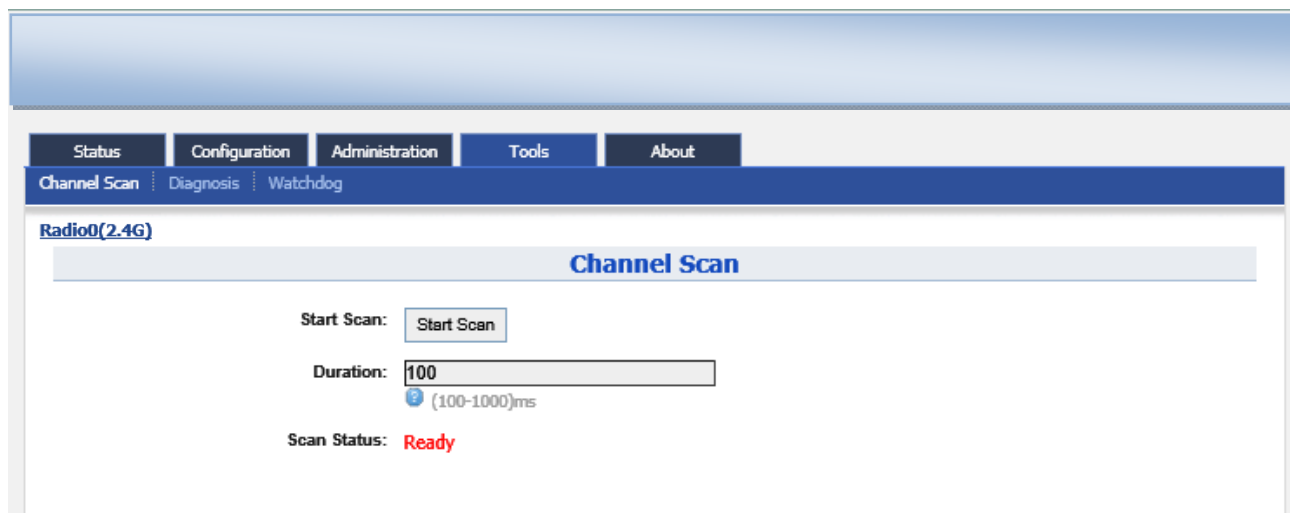 Status Configuration Administration Tools About
Channel Scan Diagnosis Watchdog
Radio0(2.4G)
Channel Scan
Start Scan: Start Scan
Duration: 100
(100-1000)ms
Scan Status: Ready